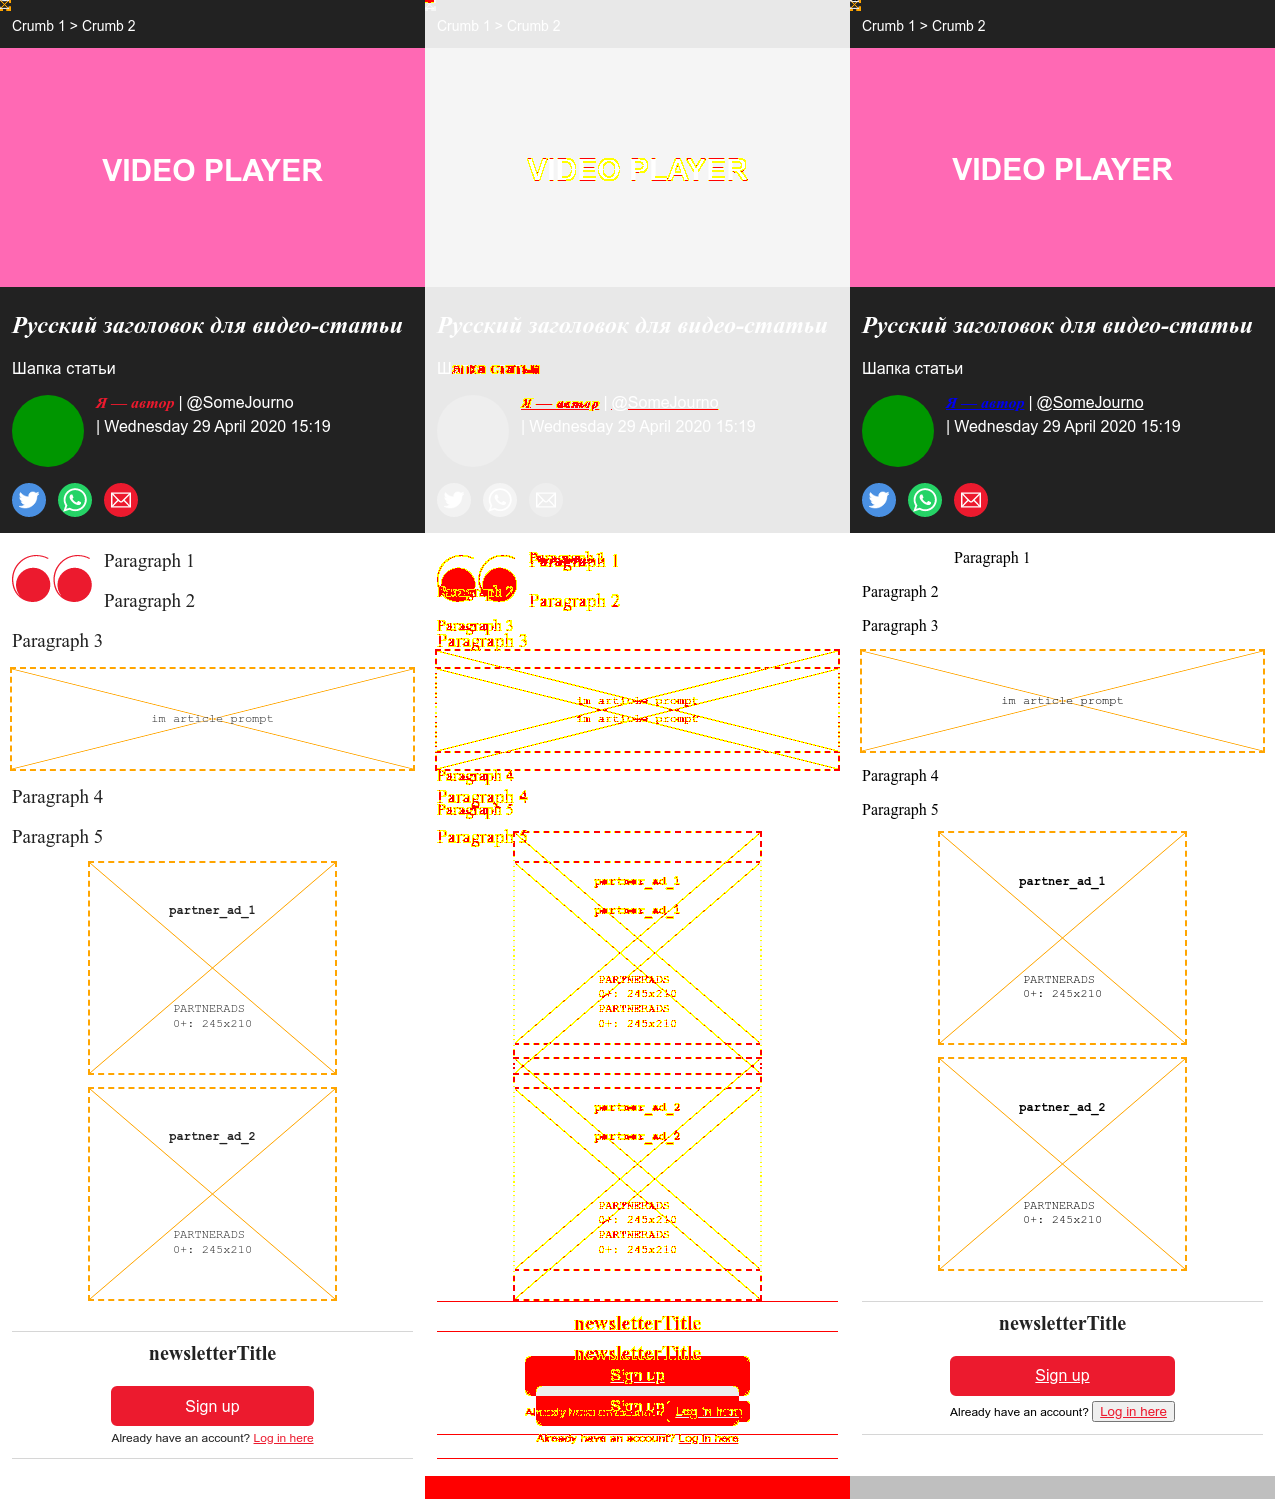 Crumb 1 > Crumb 2
VIDEO PLAYER
Русский заголовок для видео-статьи
Шапка статьи
Я — автор | @SomeJourno
| Wednesday 29 April 2020 15:19
Paragraph 1
Paragraph 2
Paragraph 3
im article prompt
Paragraph 4
Paragraph 5
partner_ad_1
PARTNERADS
0+: 245x210
partner_ad_2
PARTNERADS
0+: 245x210
newsletterTitle
Sign up
Already have an account? Log in here
Crumb 1 > Crumb 2
VIDEO PLAYER
Русский заголовок для видео-статьи
Шапка статьи
Я — автор | @SomeJourno
| Wednesday 29 April 2020 15:19
Paragraph 1
Paragraph 2
Paragraph 3
Paragraph 3
im article prompt
im article prompt
Paragraph 4
Paragraph 4
Paragraph 5
Paragraph 5
partner_ad_1
partner_ad_1
PARTNERADS
0+: 245x210
PARTNERADS
0+: 245x210
partner_ad_2
partner_ad_2
PARTNERADS
0+: 245x210
PARTNERADS
0+: 245x210
newsletterTitle
newsletterTitle
Sign up
Sign up
Log in here
Already have an account? Log in here
Crumb 1 > Crumb 2
VIDEO PLAYER
Русский заголовок для видео-статьи
Шапка статьи
Я — автор | @SomeJourno
| Wednesday 29 April 2020 15:19
Paragraph 1
Paragraph 2
Paragraph 3
im article prompt
Paragraph 4
Paragraph 5
partner_ad_1
PARTNERADS
0+: 245x210
partner_ad_2
PARTNERADS
0+: 245x210
newsletterTitle
Sign up
Already have an account? Log in here